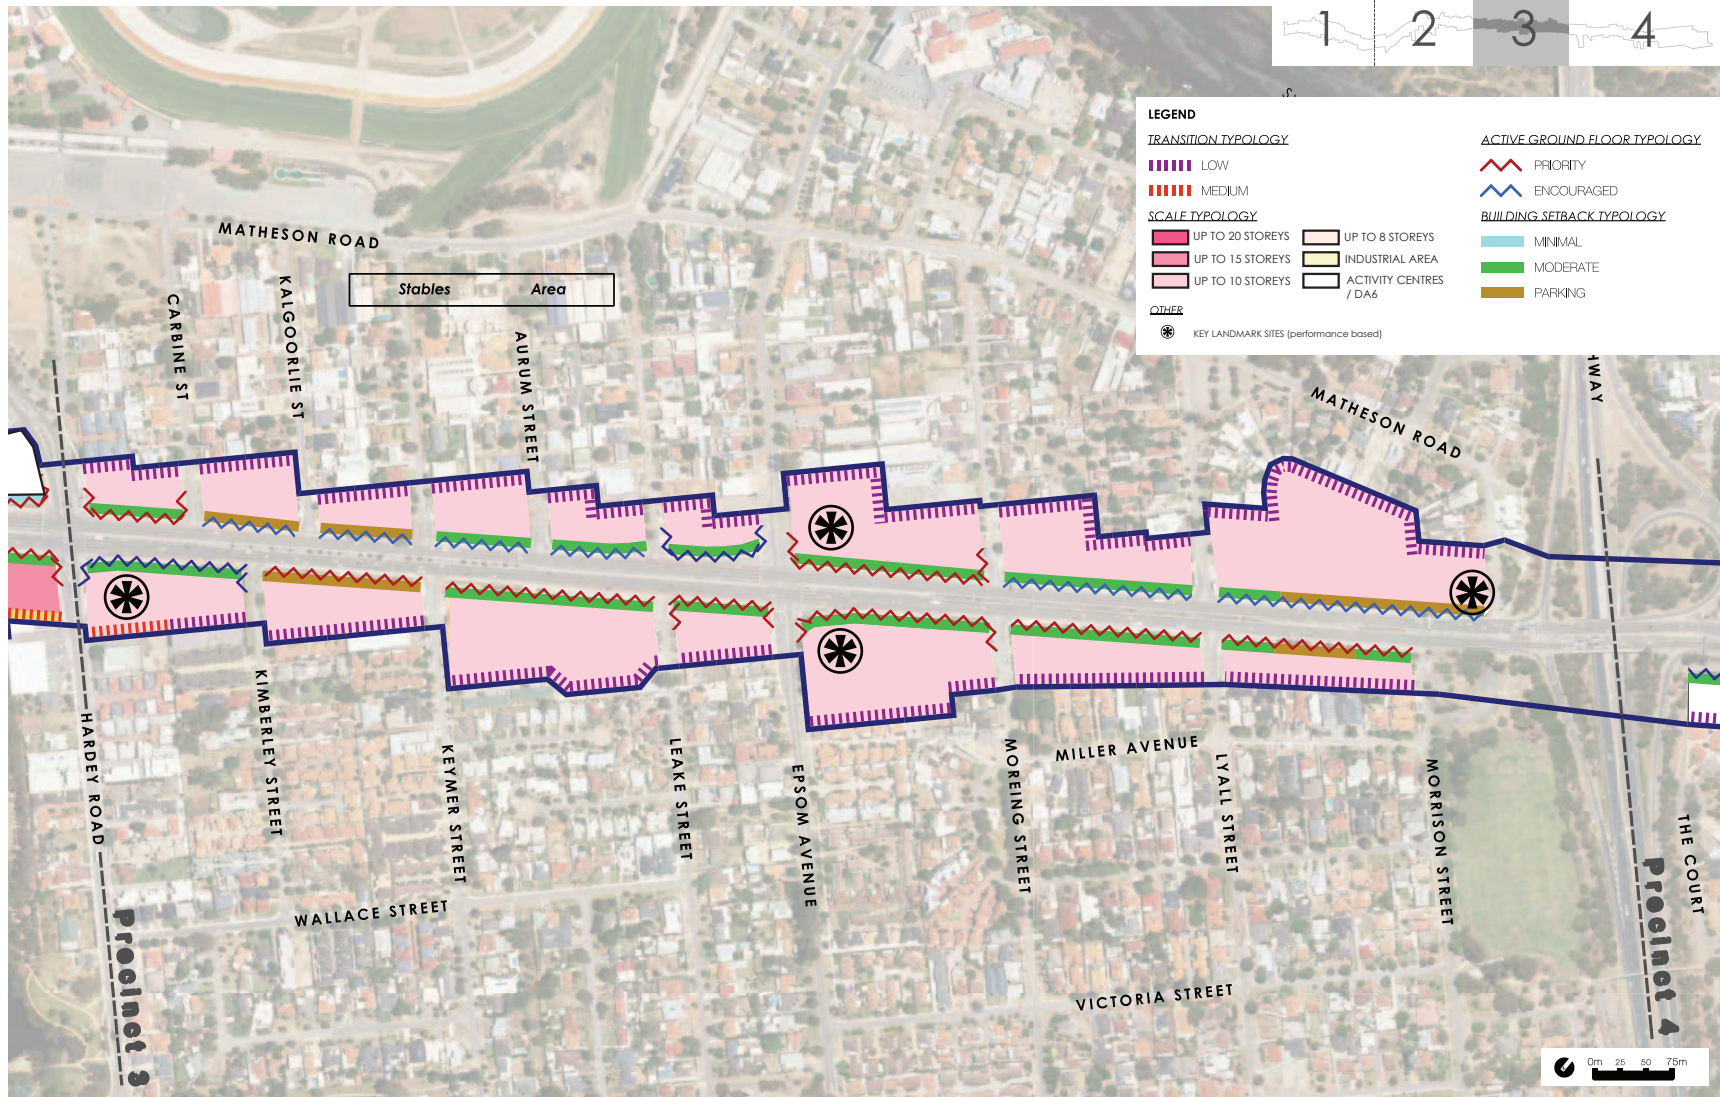 1 2 3 4
LEGEND
TRANSITION TYPOLOGY
LOW
MEDIUM
SCALE TYPOLOGY
UP TO 20 STOREYS
UP TO 15 STOREYS
UP TO 10 STOREYS
UP TO 8 STOREYS
INDUSTRIAL AREA
ACTIVITY CENTRES
/ DA6
OTHER
KEY LANDMARK SITES (performance based)
ACTIVE GROUND FLOOR TYPOLOGY
PRIORITY
ENCOURAGED
BUILDING SETBACK TYPOLOGY
MINIMAL
MODERATE
PARKING
MATHESON ROAD
Stables Area
CARBINE ST
KALGOORLIE ST
AURUM STREET
MATHESON ROAD
HWAY
HARDEY ROAD
KIMBERLEY STREET
KEYMER STREET
LEAKE STREET
EPSOM AVENUE
MOREING STREET
MILLER AVENUE
LYALL STREET
MORRISON STREET
THE COURT
WALLACE STREET
VICTORIA STREET
Precinct 3
Precinct 4
0m 25 50 75m